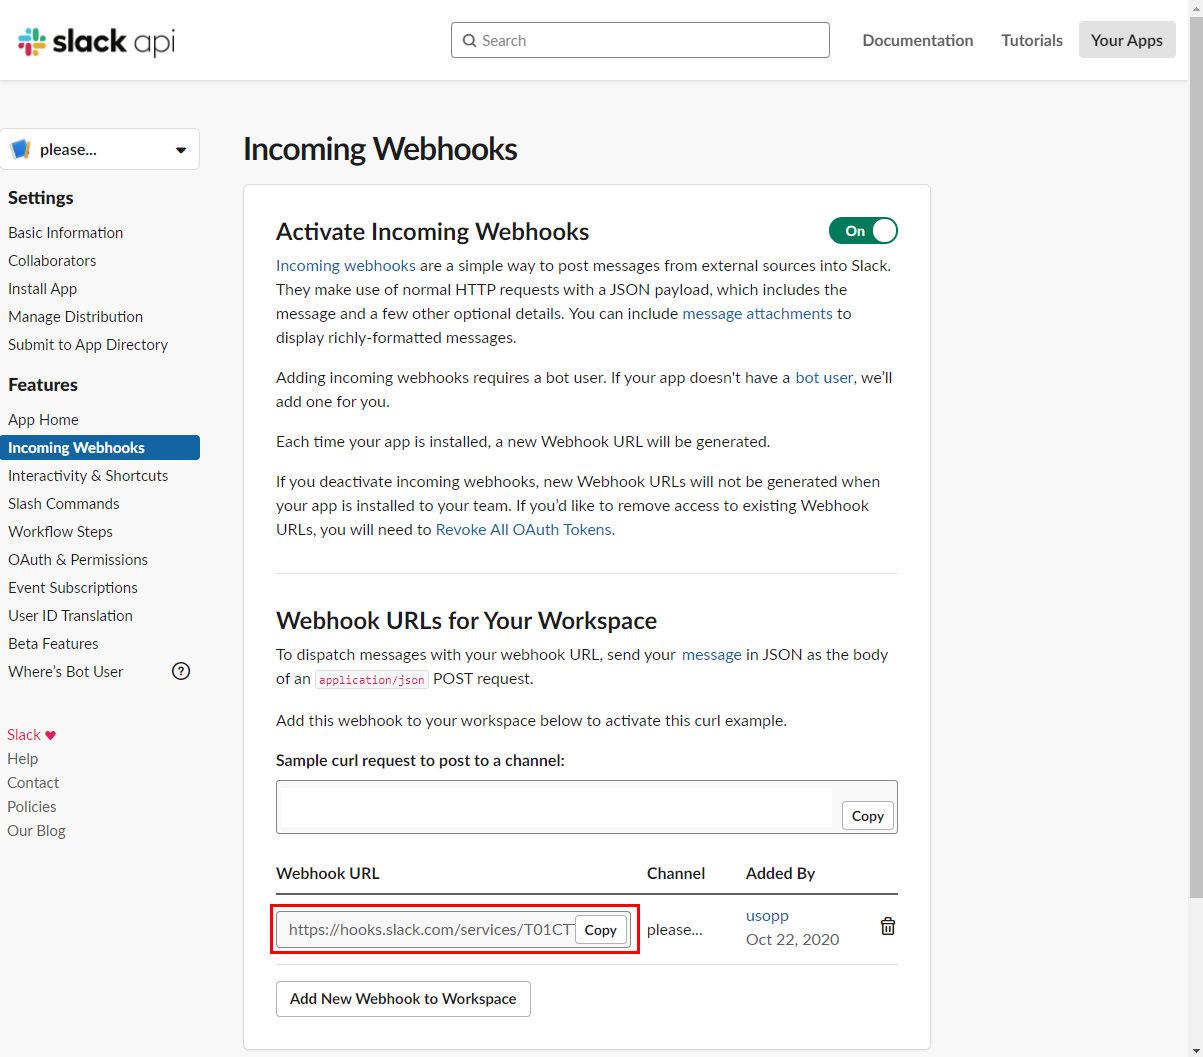 slack api
Search
Documentation
Tutorials
Your Apps
please...
Settings
Basic Information
Collaborators
Install App
Manage Distribution
Submit to App Directory
Features
App Home
Incoming Webhooks
Interactivity & Shortcuts
Slash Commands
Workflow Steps
OAuth & Permissions
Event Subscriptions
User ID Translation
Beta Features
Where's Bot User
?
Slack ♥
Help
Contact
Policies
Our Blog
Incoming Webhooks
Activate Incoming Webhooks
On
Incoming webhooks are a simple way to post messages from external sources into Slack.
They make use of normal HTTP requests with a JSON payload, which includes the
message and a few other optional details. You can include message attachments to
display richly-formatted messages.
Adding incoming webhooks requires a bot user. If your app doesn't have a bot user, we’ll
add one for you.
Each time your app is installed, a new Webhook URL will be generated.
If you deactivate incoming webhooks, new Webhook URLs will not be generated when
your app is installed to your team. If you’d like to remove access to existing Webhook
URLs, you will need to Revoke All OAuth Tokens.
Webhook URLs for Your Workspace
To dispatch messages with your webhook URL, send your message in JSON as the body
of an application/json POST request.
Add this webhook to your workspace below to activate this curl example.
Sample curl request to post to a channel:
Copy
Webhook URL
Channel
Added By
https://hooks.slack.com/services/T01CT
Copy
please...
usopp
Oct 22, 2020
Add New Webhook to Workspace